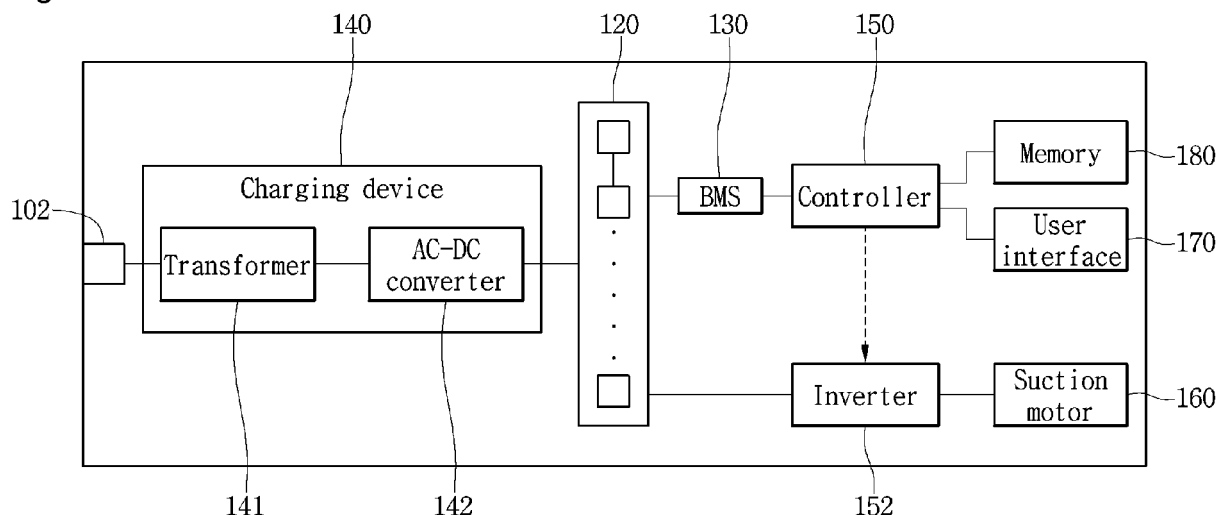 140
120
130
150
Charging device
Memory
180
102
BMS
Controller
Transformer
AC-DC
converter
User
interface
170
Inverter
Suction
motor
160
141
142
152